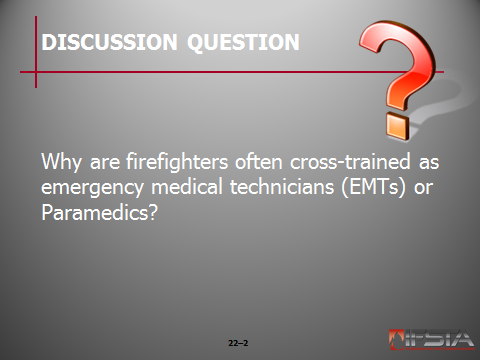 DISCUSSION QUESTION
Why are firefighters often cross-trained as
emergency medical technicians (EMTs) or
Paramedics?
22–2
IFSTA